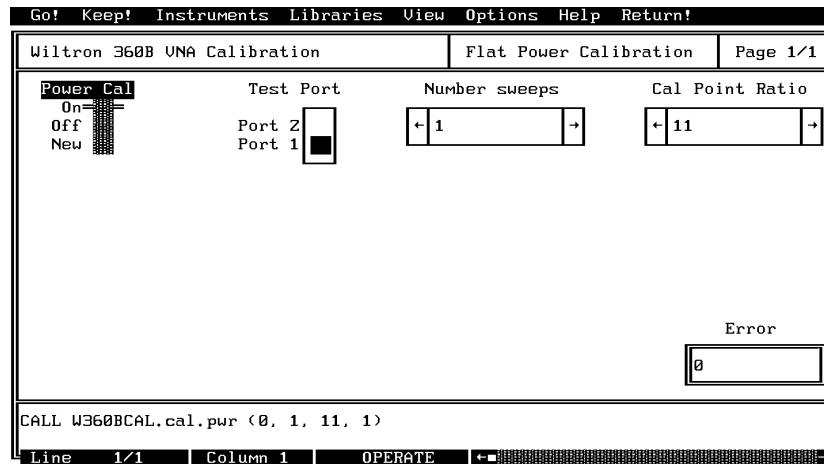 Go! Keep! Instruments Libraries View Options Help Return!
Wiltron 360B VNA Calibration
Flat Power Calibration
Page 1/1
Power Cal
On
Off
New
Test Port
Port 2
Port 1
Number sweeps
← 1 →
Cal Point Ratio
← 11 →
Error
0
CALL W360BCAL.cal.pwr (0, 1, 11, 1)
Line 1/1 Column 1 OPERATE ←